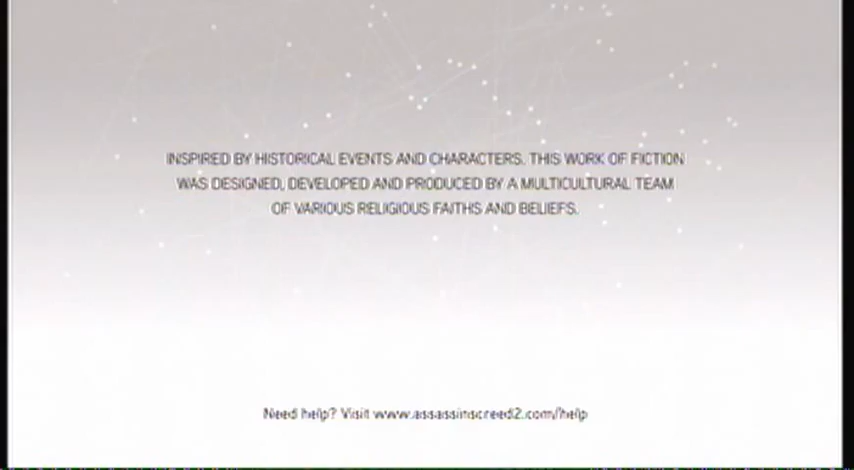 INSPIRED BY HISTORICAL EVENTS AND CHARACTERS. THIS WORK OF FICTION
WAS DESIGNED, DEVELOPED AND PRODUCED BY A MULTICULTURAL TEAM
OF VARIOUS RELIGIOUS FAITHS AND BELIEFS.
Need help? Visit www.assassinscreed2.com/help